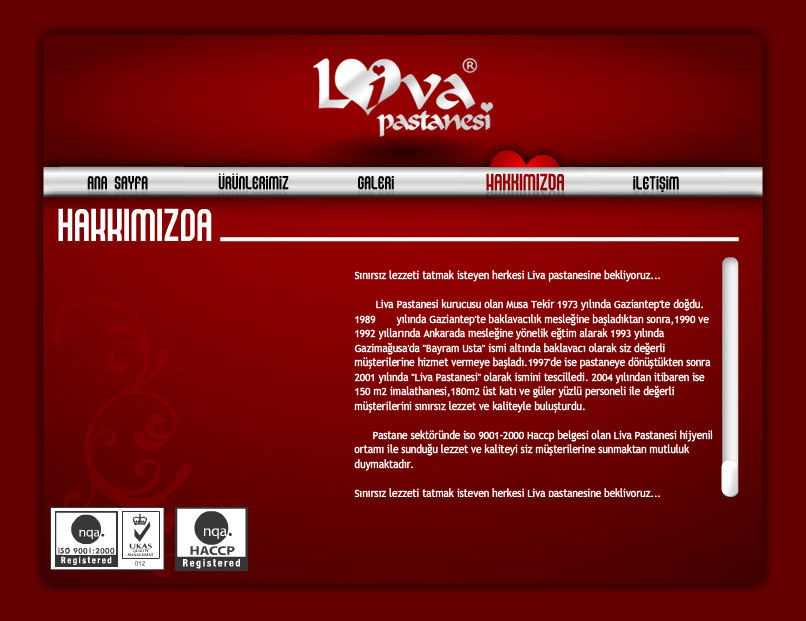 Liva ®
pastanesi
ANA SAYFA ÜRÜNLERİMİZ GALERİ HAKKIMIZDA İLETİŞİM
HAKKIMIZDA
Sınırsız lezzeti tatmak isteyen herkesi Liva pastanesine bekliyoruz...
Liva Pastanesi kurucusu olan Musa Tekir 1973 yılında Gaziantep'te doğdu.
1989 yılında Gaziantep'te baklavacılık mesleğine başladıktan sonra,1990 ve
1992 yıllarında Ankarada mesleğine yönelik eğtim alarak 1993 yılında
Gazimağusa'da "Bayram Usta" ismi altında baklavacı olarak siz değerli
müşterilerine hizmet vermeye başladı.1997'de ise pastaneye dönüştükten sonra
2001 yılında "Liva Pastanesi" olarak ismini tescilledi. 2004 yılından itibaren ise
150 m2 imalathanesi,180m2 üst katı ve güler yüzlü personeli ile değerli
müşterilerini sınırsız lezzet ve kaliteyle buluşturdu.
Pastane sektöründe iso 9001-2000 Haccp belgesi olan Liva Pastanesi hijyenil
ortamı ile sunduğu lezzet ve kaliteyi siz müşterilerine sunmaktan mutluluk
duymaktadır.
Sınırsız lezzeti tatmak isteyen herkesi Liva pastanesine bekliyoruz...
nqa.
ISO 9001:2000
Registered
UKAS
QUALITY
MANAGEMENT
012
nqa.
HACCP
Registered